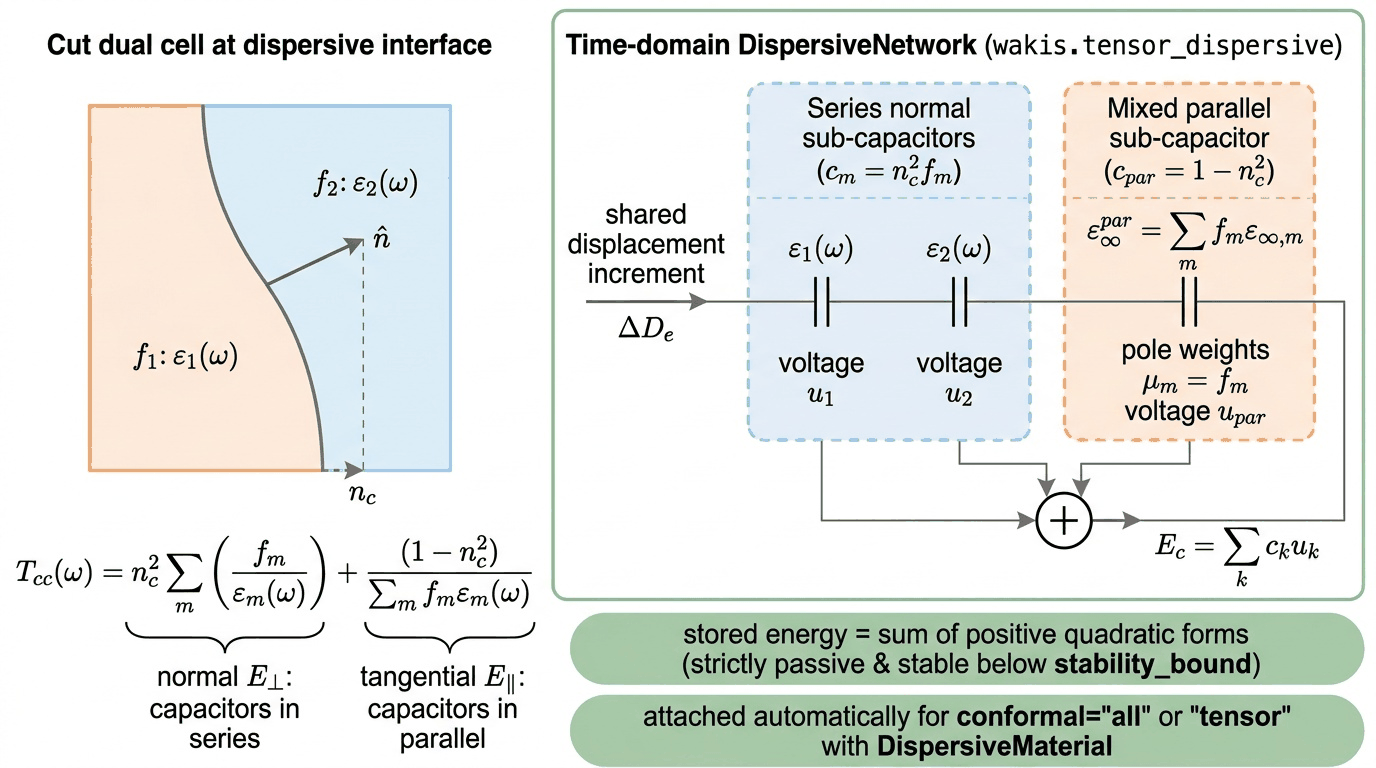 Cut dual cell at dispersive interface
f₂: ε₂(ω)
n̂
f₁: ε₁(ω)
n_c
T_cc(ω) = n_c² ∑_m ( f_m / ε_m(ω) ) + (1 − n_c²) / ∑_m f_m ε_m(ω)
normal E_⊥:
capacitors in
series
tangential E_∥:
capacitors in
parallel
Time-domain DispersiveNetwork (wakis.tensor_dispersive)
shared
displacement
increment
ΔD_e
Series normal
sub-capacitors
(c_m = n_c² f_m)
ε₁(ω)
ε₂(ω)
voltage
u₁
voltage
u₂
Mixed parallel
sub-capacitor
(c_par = 1 − n_c²)
ε_∞^par = ∑_m f_m ε_∞,m
pole weights
μ_m = f_m
voltage u_par
+
E_c = ∑_k c_k u_k
stored energy = sum of positive quadratic forms
(strictly passive & stable below stability_bound)
attached automatically for conformal="all" or "tensor"
with DispersiveMaterial